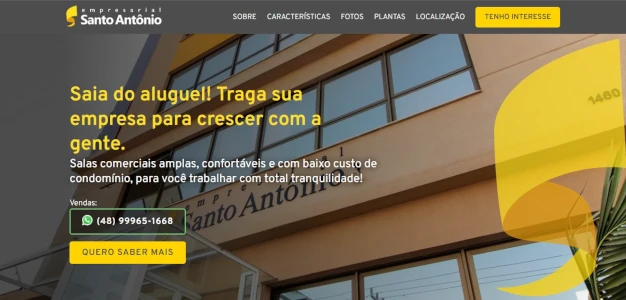 empresarial
Santo Antônio
SOBRE CARACTERÍSTICAS FOTOS PLANTAS LOCALIZAÇÃO TENHO INTERESSE
Saia do aluguel! Traga sua
empresa para crescer com a
gente.
Salas comerciais amplas, confortáveis e com baixo custo de
condomínio, para você trabalhar com total tranquilidade!
Vendas:
(48) 99965-1668
QUERO SABER MAIS
Santo Antônio
1480